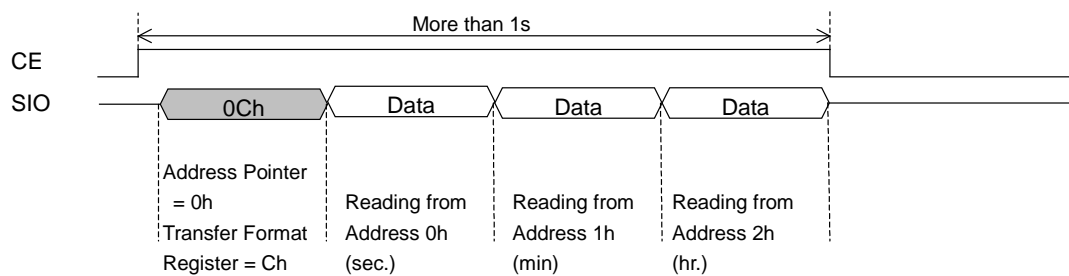 More than 1s
CE
SIO
0Ch
Data
Data
Data
Address Pointer
= 0h
Transfer Format
Register = Ch
Reading from
Address 0h
(sec.)
Reading from
Address 1h
(min)
Reading from
Address 2h
(hr.)